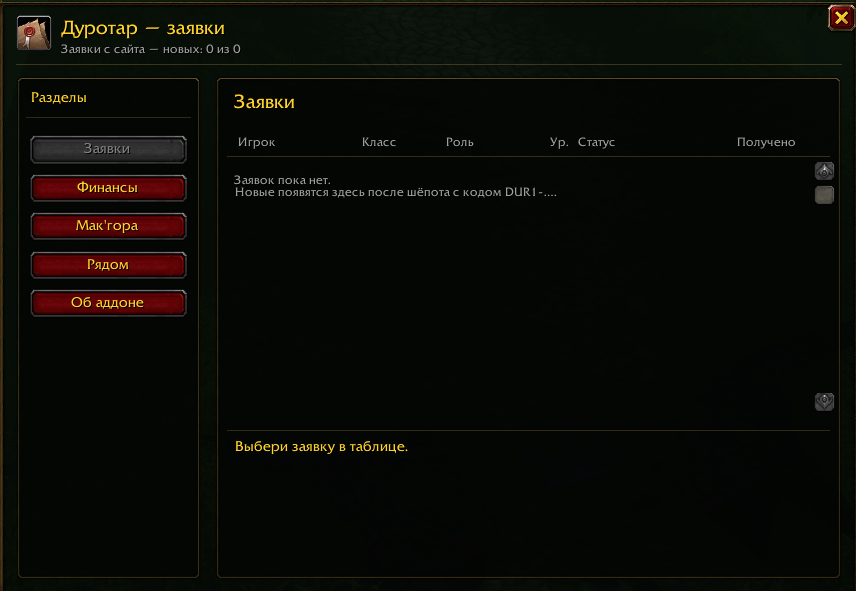 Дуротар — заявки
Заявки с сайта — новых: 0 из 0
Разделы
Заявки
Финансы
Мак'гора
Рядом
Об аддоне
Заявки
Игрок Класс Роль Ур. Статус Получено
Заявок пока нет.
Новые появятся здесь после шёпота с кодом DUR1-....
Выбери заявку в таблице.